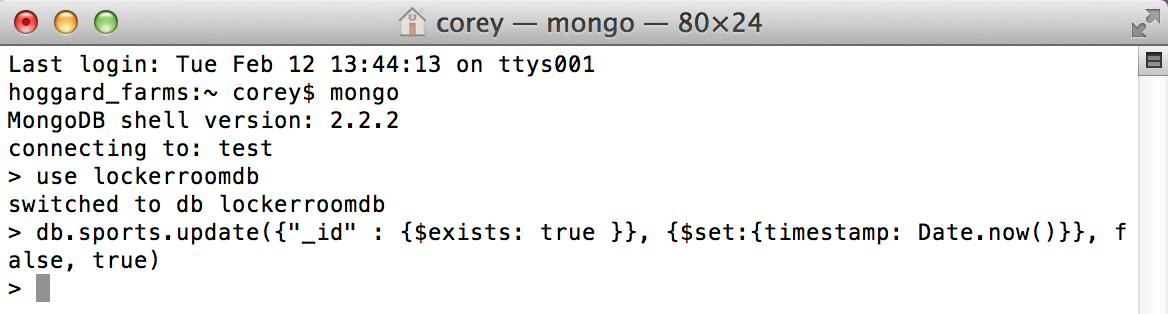 corey — mongo — 80×24
Last login: Tue Feb 12 13:44:13 on ttys001
hoggard_farms:~ corey$ mongo
MongoDB shell version: 2.2.2
connecting to: test
> use lockerroomdb
switched to db lockerroomdb
> db.sports.update({"_id" : {$exists: true }}, {$set:{timestamp: Date.now()}}, f
alse, true)
>